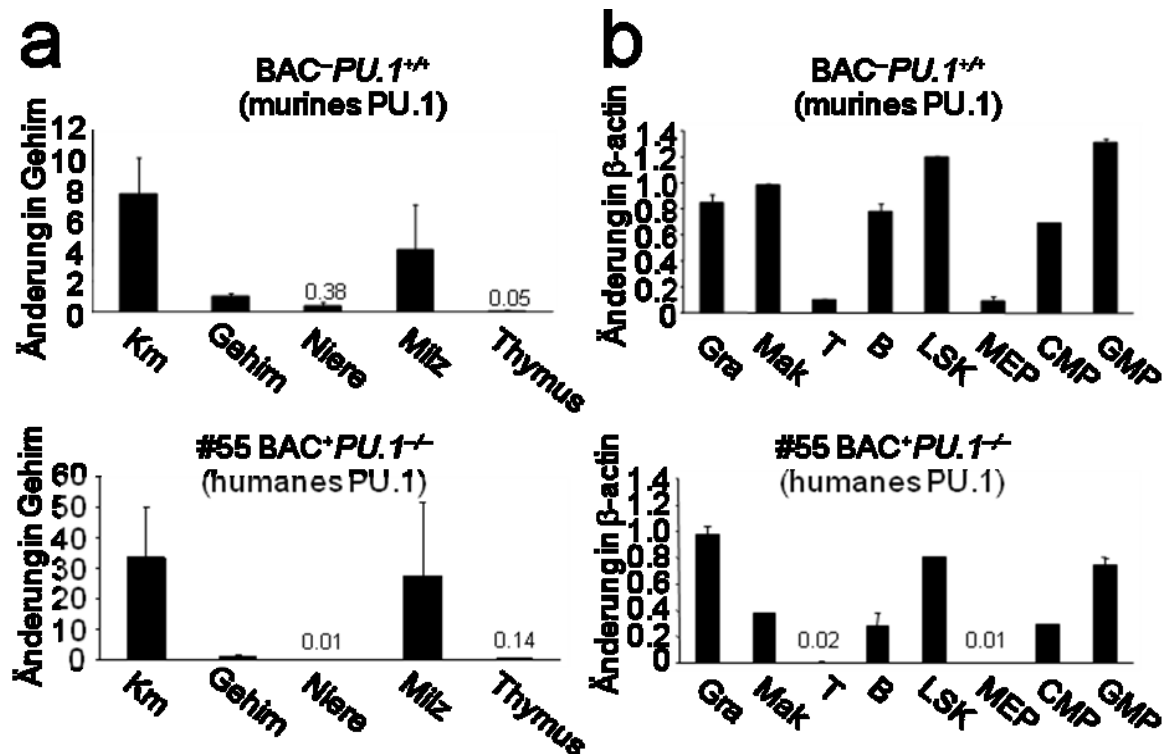 a
BAC⁻PU.1⁺/⁺
(murines PU.1)
Änderung in Gehirn
12
10
8
6
4
2
0
0.38
0.05
Km
Gehirn
Niere
Milz
Thymus
#55 BAC⁺PU.1⁻/⁻
(humanes PU.1)
Änderung in Gehirn
60
50
40
30
20
10
0
0.01
0.14
Km
Gehirn
Niere
Milz
Thymus
b
BAC⁻PU.1⁺/⁺
(murines PU.1)
Änderung in β-actin
1.4
1.2
1.0
0.8
0.6
0.4
0.2
0
Gra
Mak
T
B
LSK
MEP
CMP
GMP
#55 BAC⁺PU.1⁻/⁻
(humanes PU.1)
Änderung in β-actin
1.4
1.2
1.0
0.8
0.6
0.4
0.2
0
0.02
0.01
Gra
Mak
T
B
LSK
MEP
CMP
GMP